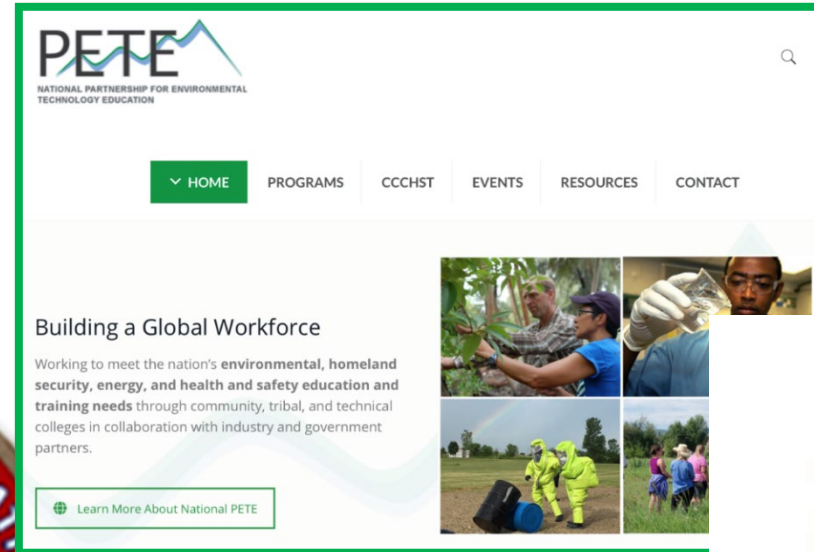 PETE
NATIONAL PARTNERSHIP FOR ENVIRONMENTAL
TECHNOLOGY EDUCATION
HOME PROGRAMS CCCHST EVENTS RESOURCES CONTACT
Building a Global Workforce
Working to meet the nation's environmental, homeland
security, energy, and health and safety education and
training needs through community, tribal, and technical
colleges in collaboration with industry and government
partners.
Learn More About National PETE